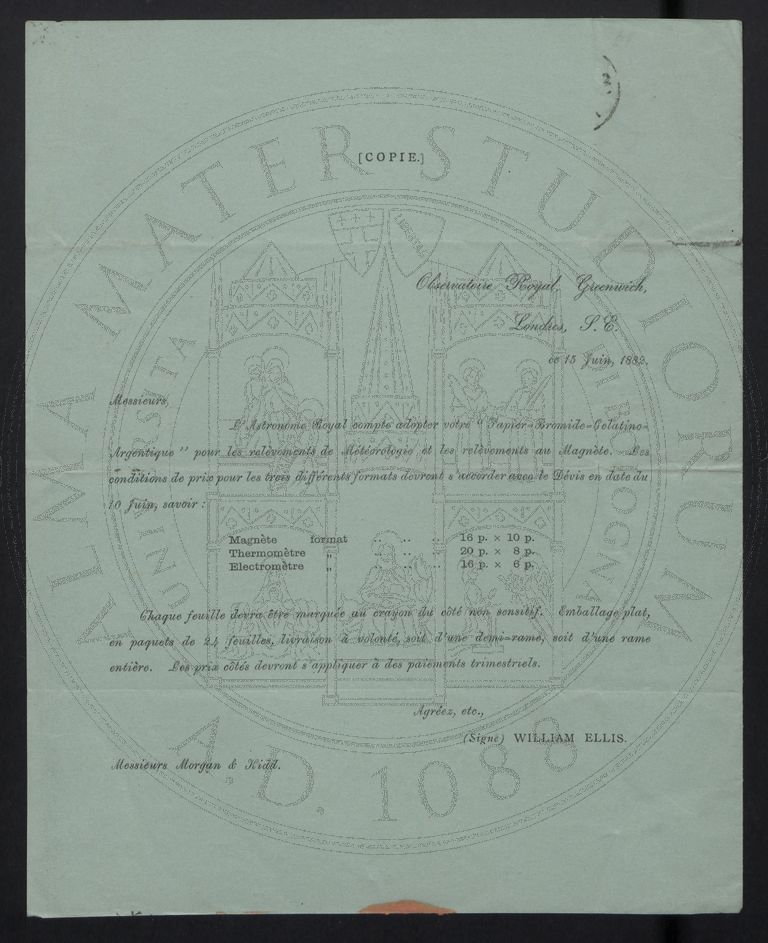 [COPIE.]
Observatoire Royal, Greenwich,
Londres, S. E.
ce 15 Juin, 1882.
Messieurs,
L'Astronome Royal compte adopter votre "Papier=Bromide=Gelatino=
Argentique" pour les relèvements de Météorologie et les relèvements au Magnète. Les
conditions de prix pour les trois différents formats devront s'accorder avec le Dévis en date du
10 Juin, savoir :
Magnète format .. .. .. 16 p. × 10 p.
Thermomètre „ .. .. .. 20 p. × 8 p.
Electromètre „ .. .. .. 16 p. × 6 p.
Chaque feuille devra être marquée au crayon du côté non sensitif. Emballage plat,
en paquets de 24 feuilles, livraison à volonté, soit d'une demi=rame, soit d'une rame
entière. Les prix côtés devront s'appliquer à des paiements trimestriels.
Agréez, etc.,
(Signe) WILLIAM ELLIS.
Messieurs Morgan & Kidd.
ALMA MATER STUDIORUM
A.D. 1088
LIBERTAS